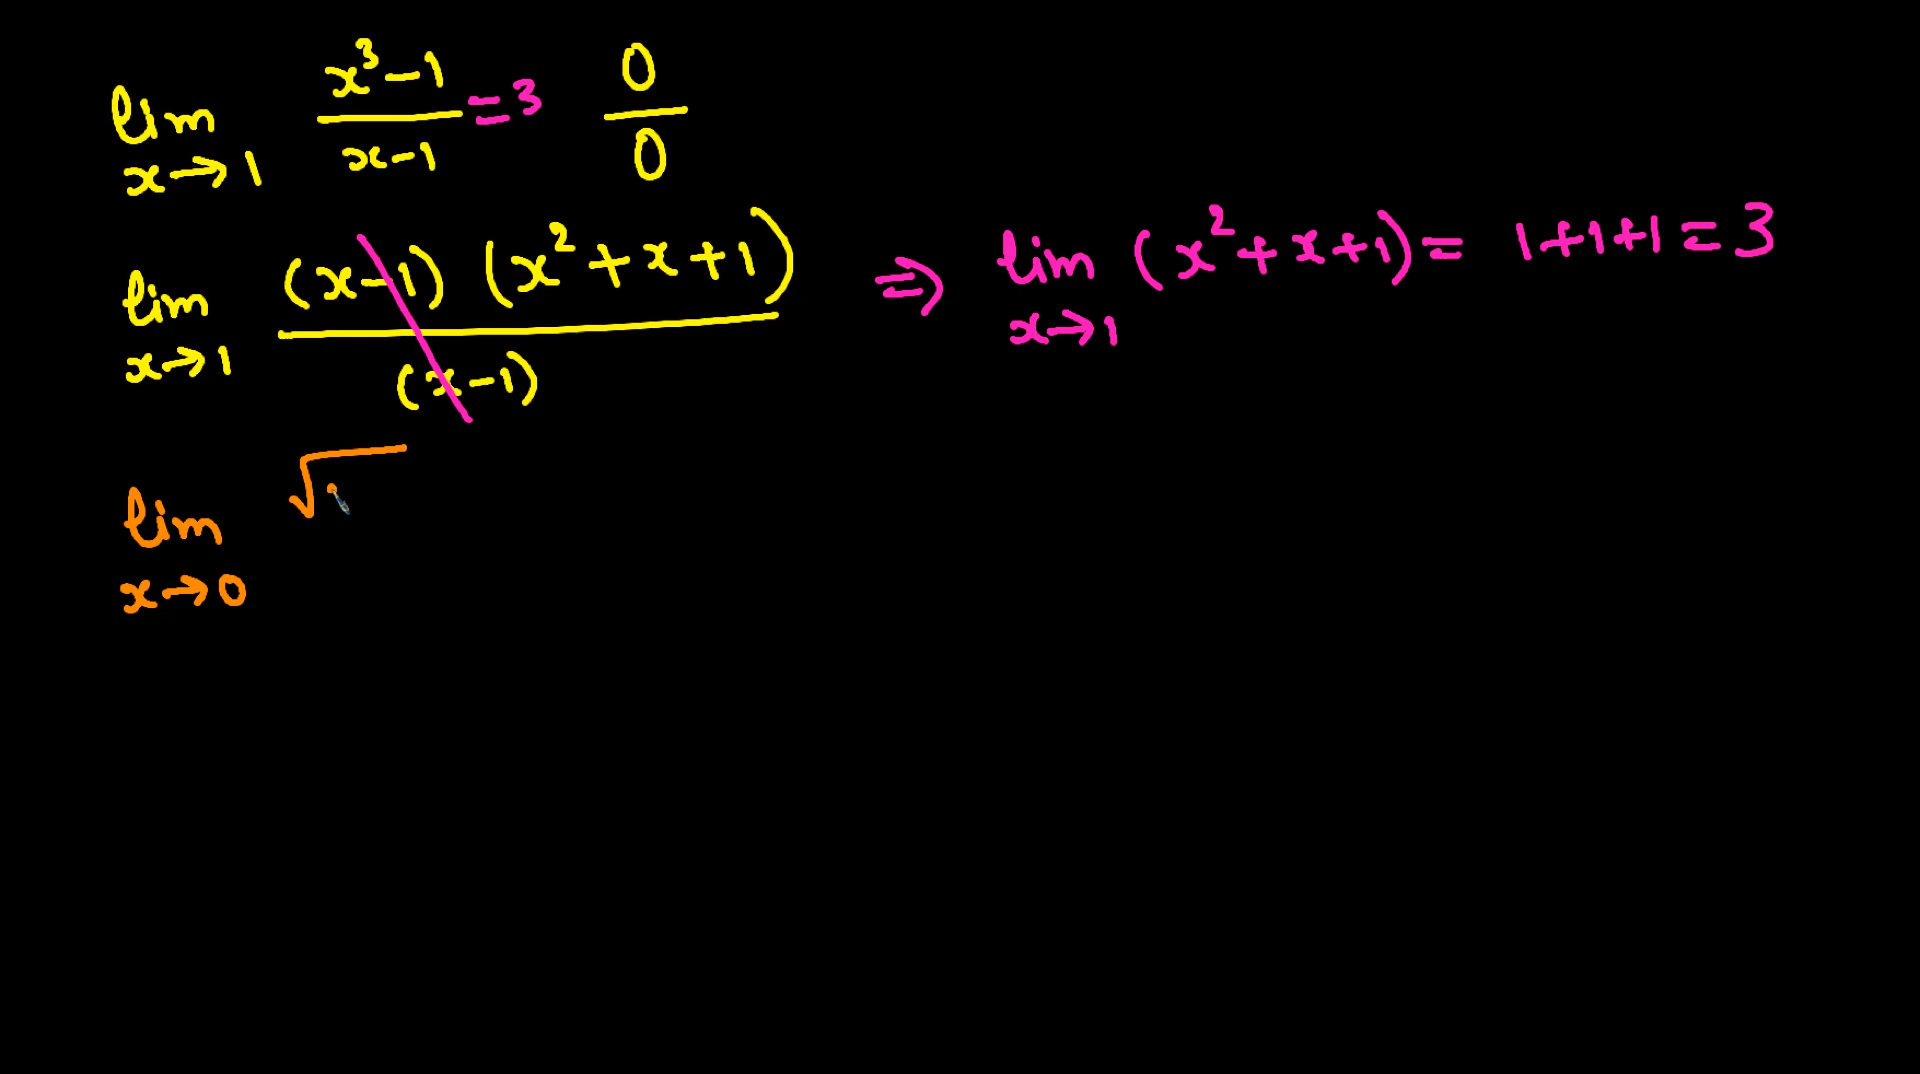 lim x→1 (x³-1)/(x-1) = 3 0/0
lim x→1 ((x-1) (x²+x+1))/(x-1) ⇒ lim x→1 (x²+x+1) = 1+1+1=3
lim x→0 √